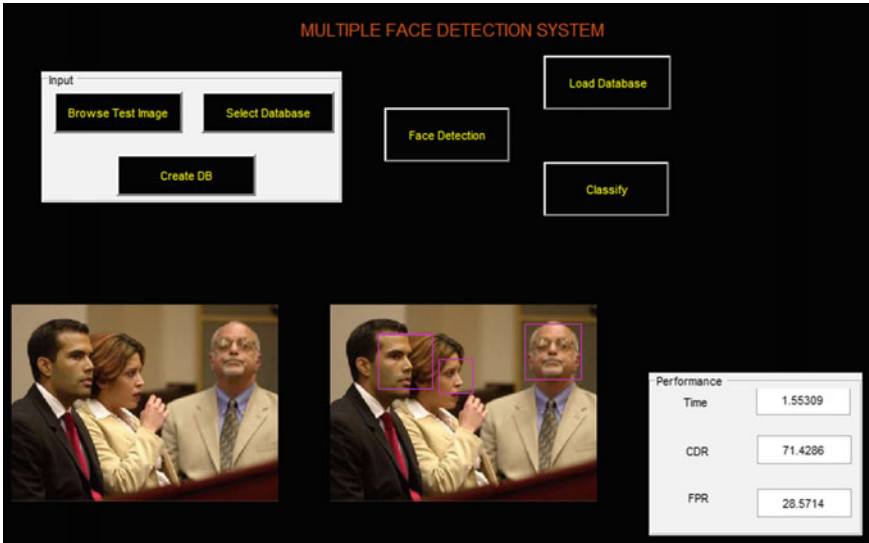 MULTIPLE FACE DETECTION SYSTEM
Input
Browse Test Image
Select Database
Create DB
Face Detection
Load Database
Classify
Performance
Time 1.55309
CDR 71.4286
FPR 28.5714